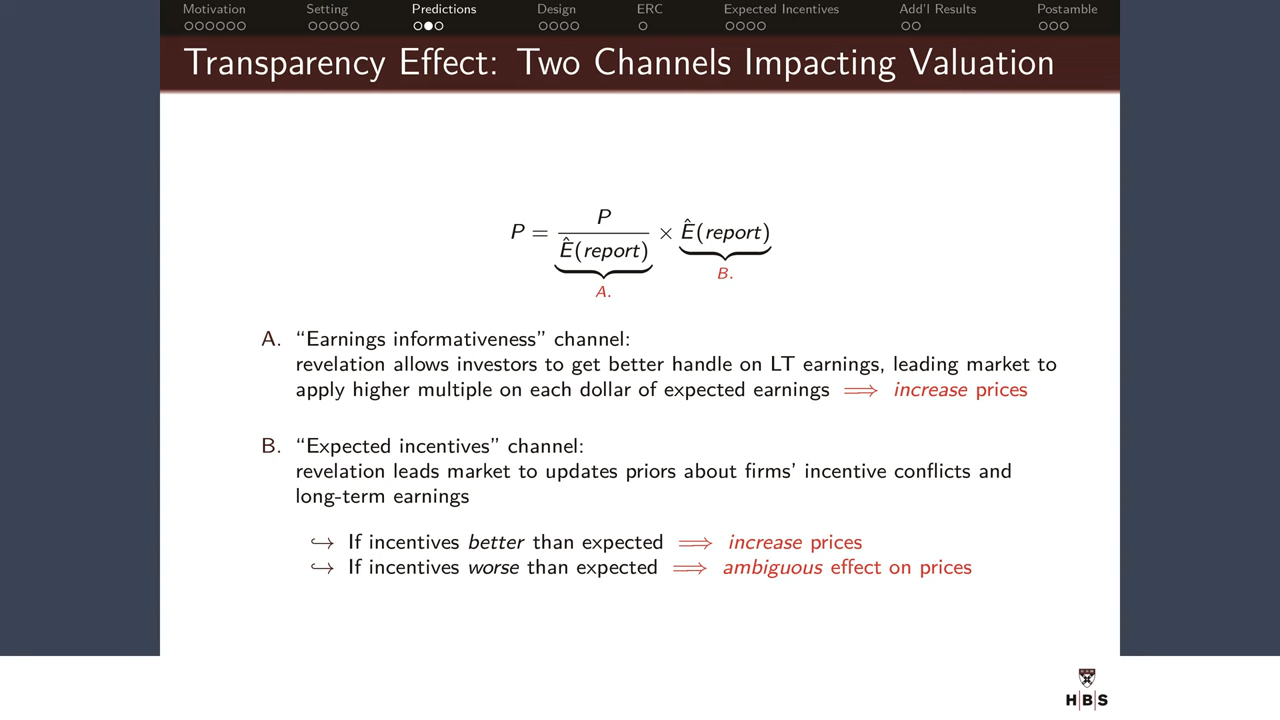 Motivation Setting Predictions Design ERC Expected Incentives Add'l Results Postamble
Transparency Effect: Two Channels Impacting Valuation
P = P / Ê(report) × Ê(report)
A. B.
A. “Earnings informativeness” channel:
revelation allows investors to get better handle on LT earnings, leading market to
apply higher multiple on each dollar of expected earnings ⟹ increase prices
B. “Expected incentives” channel:
revelation leads market to updates priors about firms’ incentive conflicts and
long-term earnings
↪ If incentives better than expected ⟹ increase prices
↪ If incentives worse than expected ⟹ ambiguous effect on prices
H|B|S